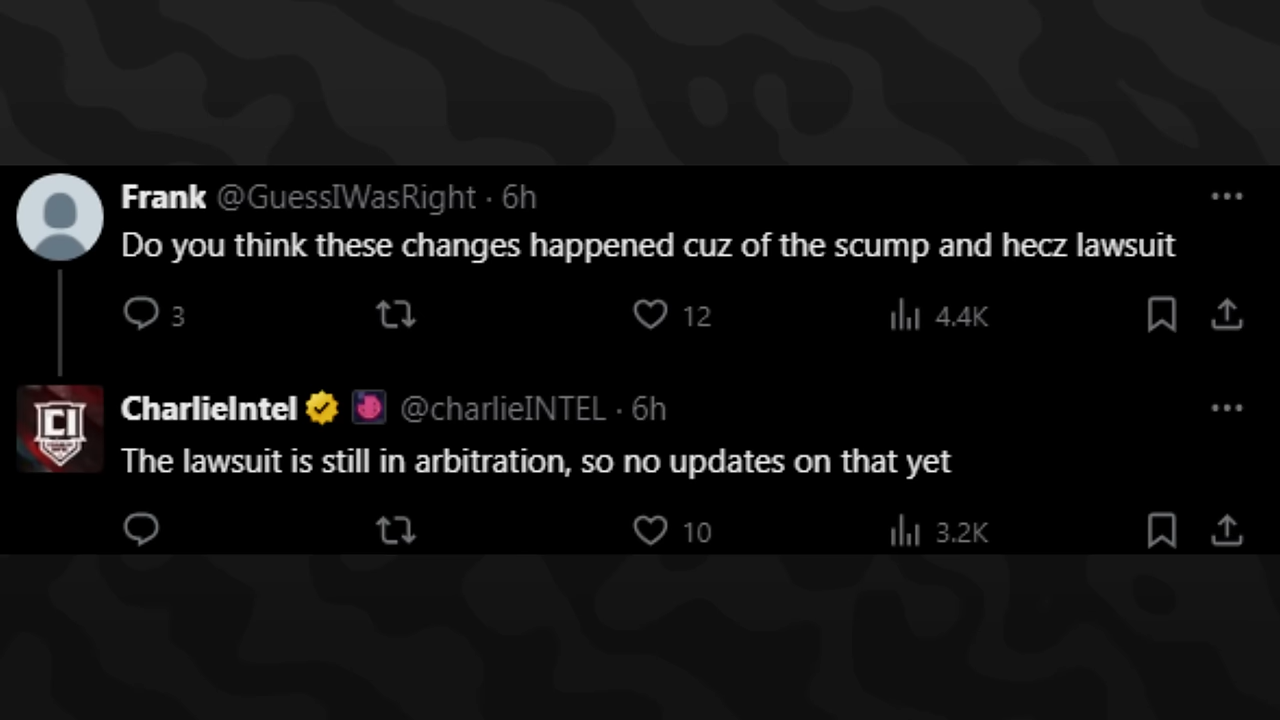 Frank @GuessIWasRight · 6h
Do you think these changes happened cuz of the scump and hecz lawsuit
3 12 4.4K
CI
CharlieIntel @charlieINTEL · 6h
The lawsuit is still in arbitration, so no updates on that yet
10 3.2K